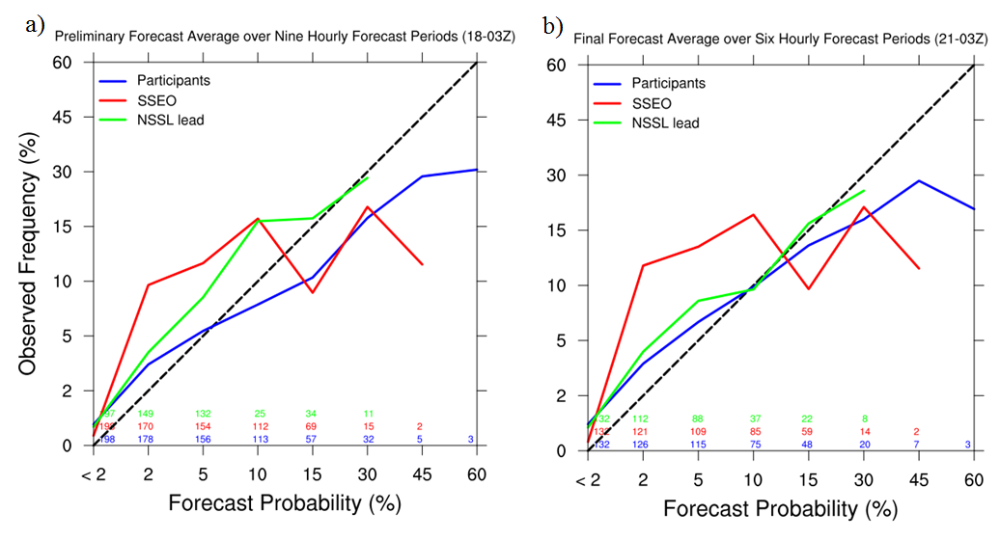 a)
Preliminary Forecast Average over Nine Hourly Forecast Periods (18-03Z)
Participants
SSEO
NSSL lead
Observed Frequency (%)
60
45
30
15
10
5
2
0
149 132 25 34 11
170 154 112 69 15 2
98 178 156 113 57 32 5 3
< 2 2 5 10 15 30 45 60
Forecast Probability (%)
b)
Final Forecast Average over Six Hourly Forecast Periods (21-03Z)
Participants
SSEO
NSSL lead
60
45
30
15
10
5
2
0
32 112 88 37 22 8
132 121 109 85 59 14 2
132 126 115 75 48 20 7 3
< 2 2 5 10 15 30 45 60
Forecast Probability (%)